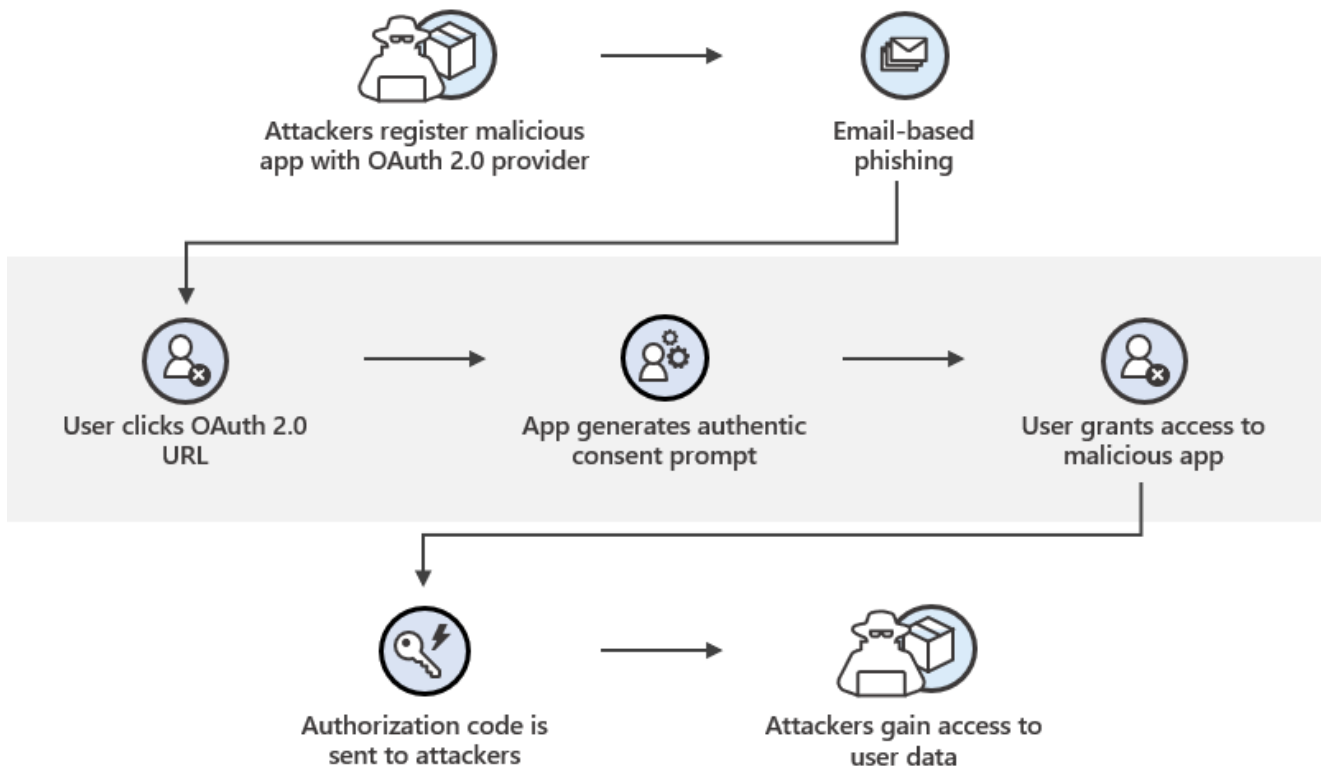 Attackers register malicious
app with OAuth 2.0 provider
Email-based
phishing
User clicks OAuth 2.0
URL
App generates authentic
consent prompt
User grants access to
malicious app
Authorization code is
sent to attackers
Attackers gain access to
user data